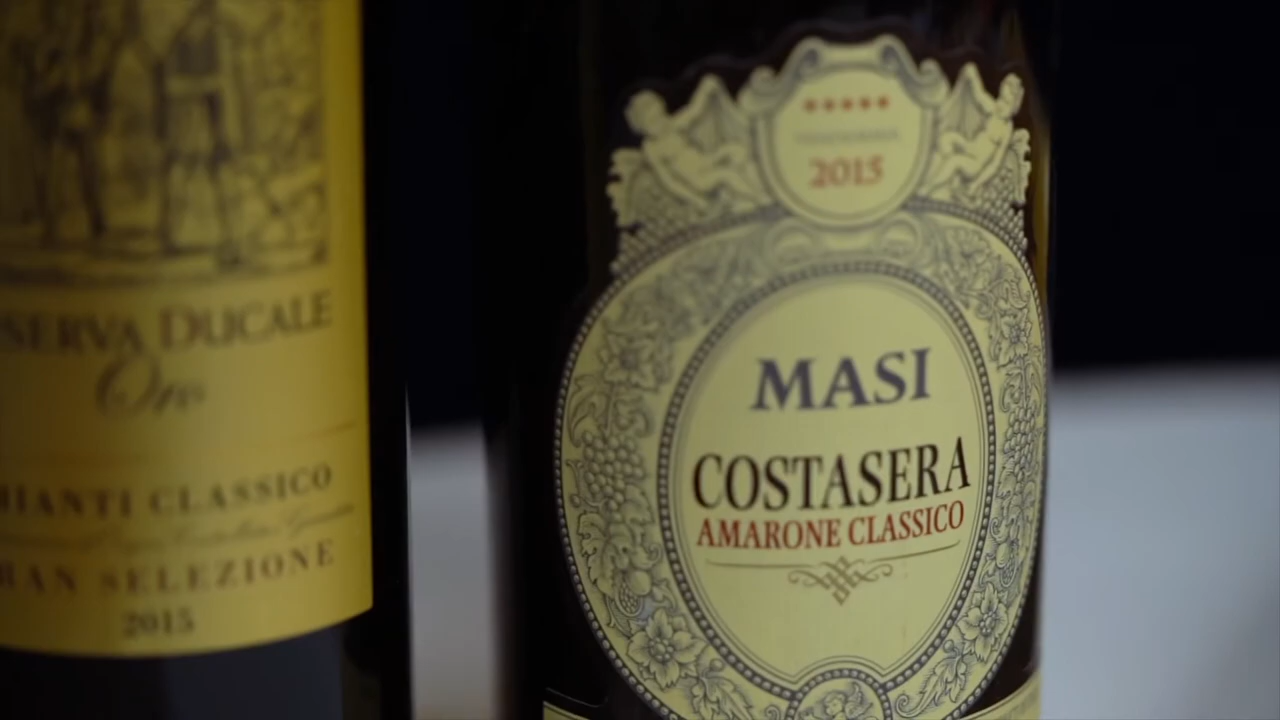 SERVA DUCALE
Oro
HIANTI CLASSICO
RAN SELEZIONE
2015
2015
MASI
COSTASERA
AMARONE CLASSICO